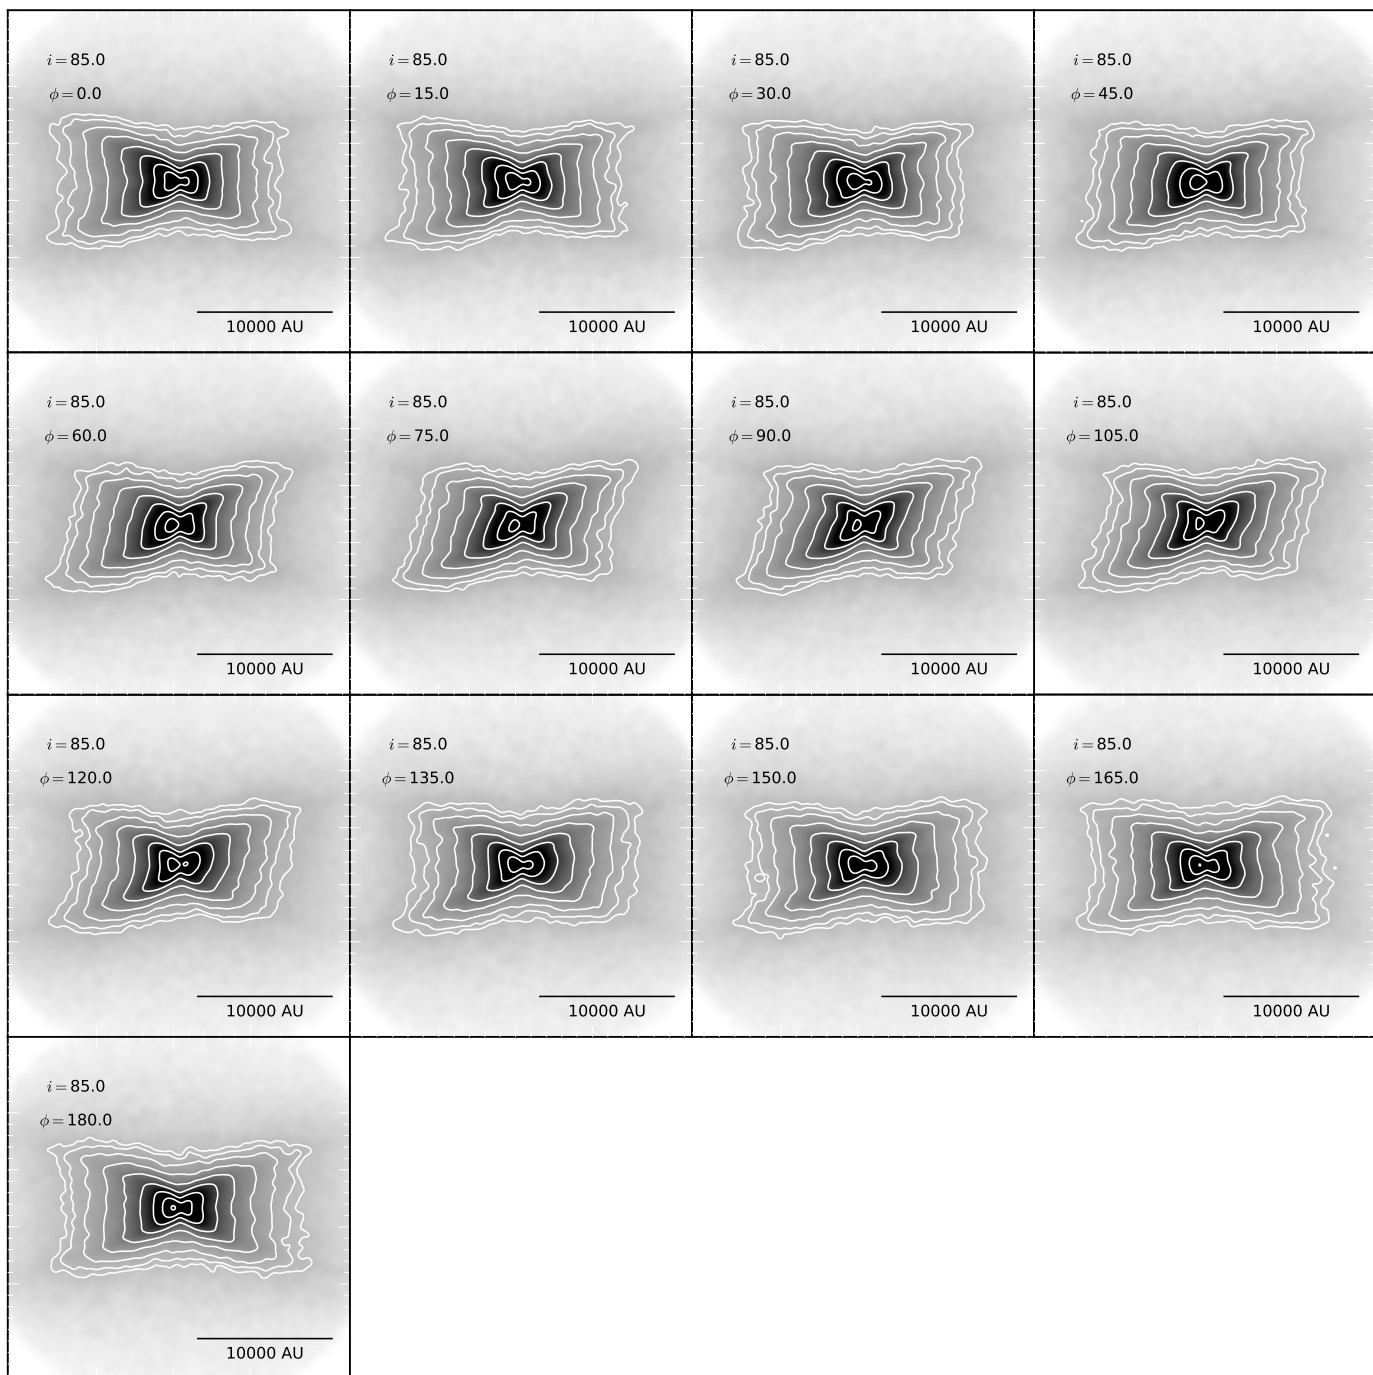 i = 85.0 i = 85.0 i = 85.0 i = 85.0
ϕ = 0.0 ϕ = 15.0 ϕ = 30.0 ϕ = 45.0
10000 AU 10000 AU 10000 AU 10000 AU
i = 85.0 i = 85.0 i = 85.0 i = 85.0
ϕ = 60.0 ϕ = 75.0 ϕ = 90.0 ϕ = 105.0
10000 AU 10000 AU 10000 AU 10000 AU
i = 85.0 i = 85.0 i = 85.0 i = 85.0
ϕ = 120.0 ϕ = 135.0 ϕ = 150.0 ϕ = 165.0
10000 AU 10000 AU 10000 AU 10000 AU
i = 85.0
ϕ = 180.0
10000 AU